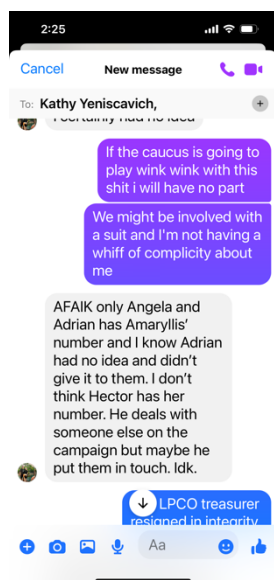 2:25
Cancel New message
To: Kathy Yeniscavich,
I certainly had no idea
If the caucus is going to
play wink wink with this
shit i will have no part
We might be involved with
a suit and I'm not having a
whiff of complicity about
me
AFAIK only Angela and
Adrian has Amaryllis’
number and I know Adrian
had no idea and didn’t
give it to them. I don’t
think Hector has her
number. He deals with
someone else on the
campaign but maybe he
put them in touch. Idk.
LPCO treasurer
resigned in integrity
Aa